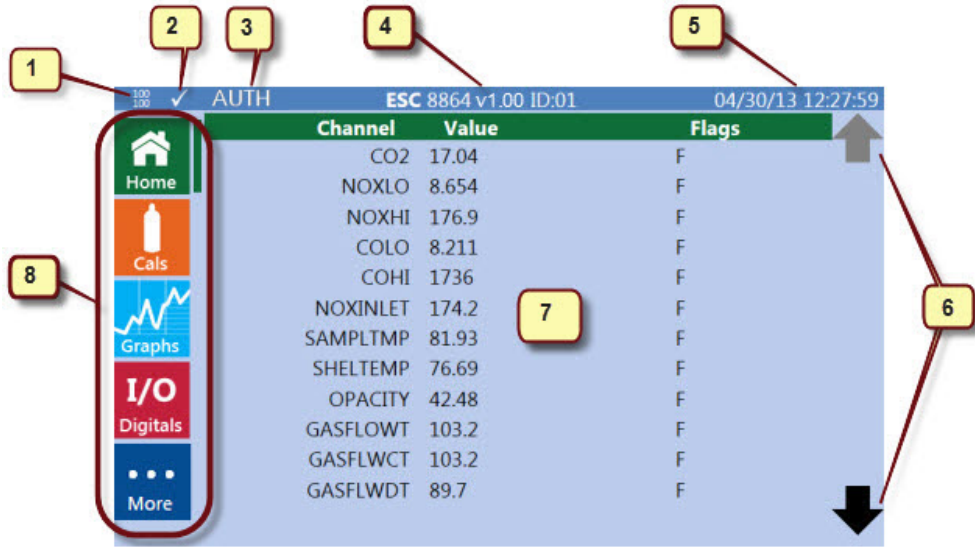 2 3 4 5
1
100
100 AUTH ESC 8864 v1.00 ID:01 04/30/13 12:27:59
Channel Value Flags
CO2 17.04 F
NOXLO 8.654 F
NOXHI 176.9 F
COLO 8.211 F
COHI 1736 F
NOXINLET 174.2 F
SAMPLTMP 81.93 F
SHELTEMP 76.69 F
OPACITY 42.48 F
GASFLOWT 103.2 F
GASFLWCT 103.2 F
GASFLWDT 89.7 F
Home
Cals
Graphs
I/O
Digitals
More
8
7
6